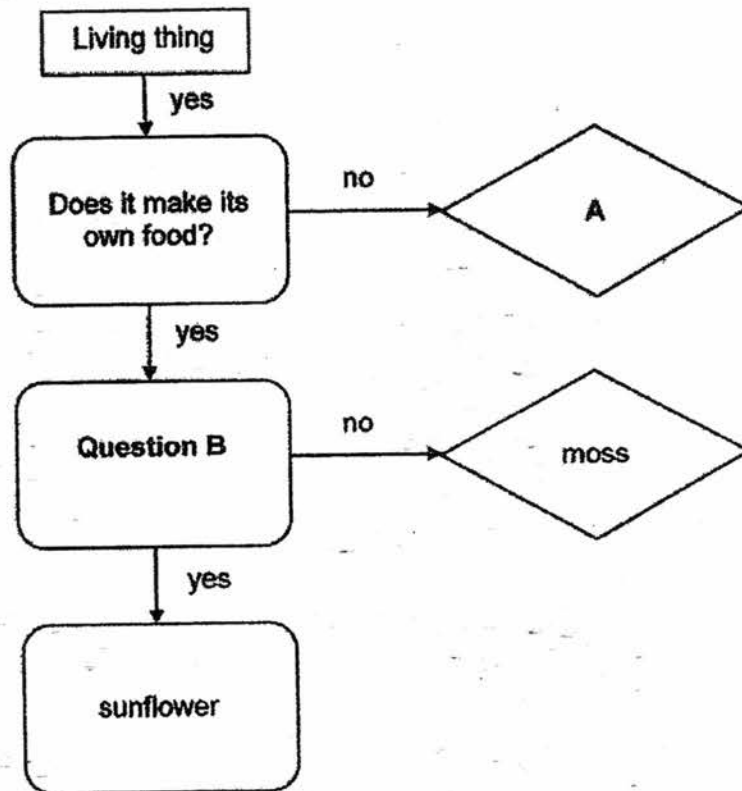 Living thing
yes
Does it make its
own food?
no
A
yes
Question B
no
moss
yes
sunflower